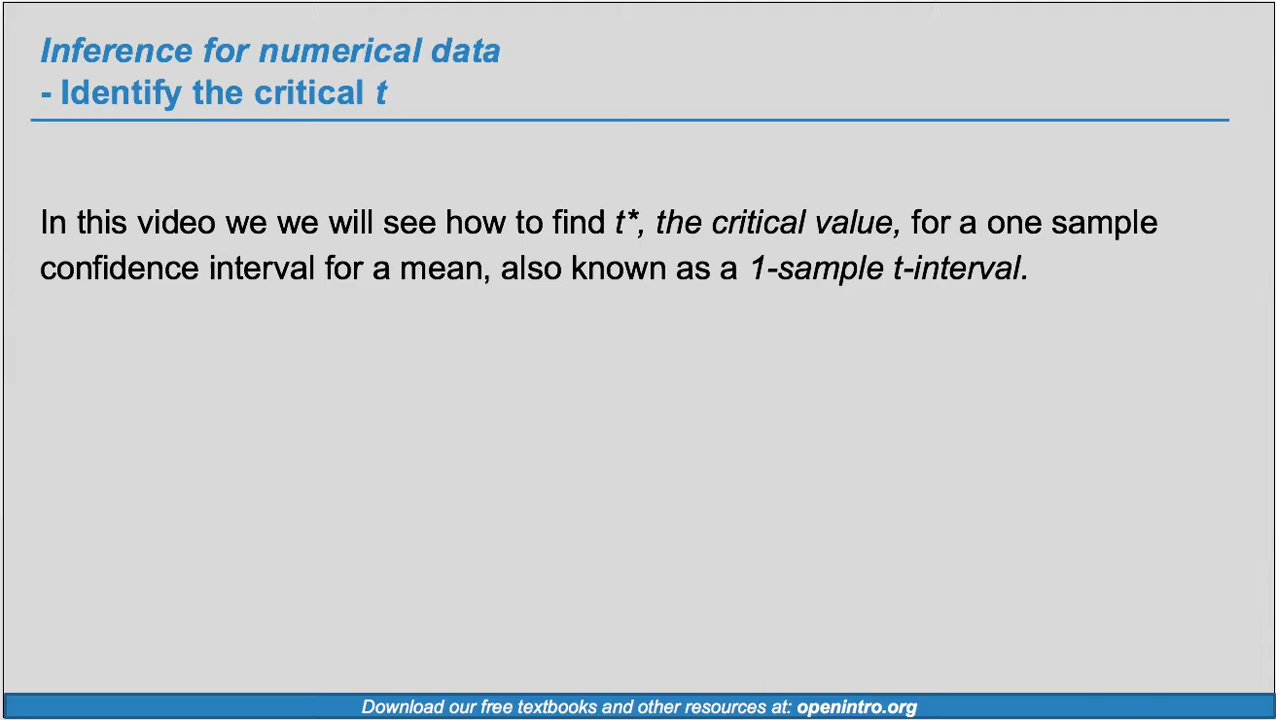 Inference for numerical data
- Identify the critical t
In this video we we will see how to find t*, the critical value, for a one sample
confidence interval for a mean, also known as a 1-sample t-interval.
Download our free textbooks and other resources at: openintro.org